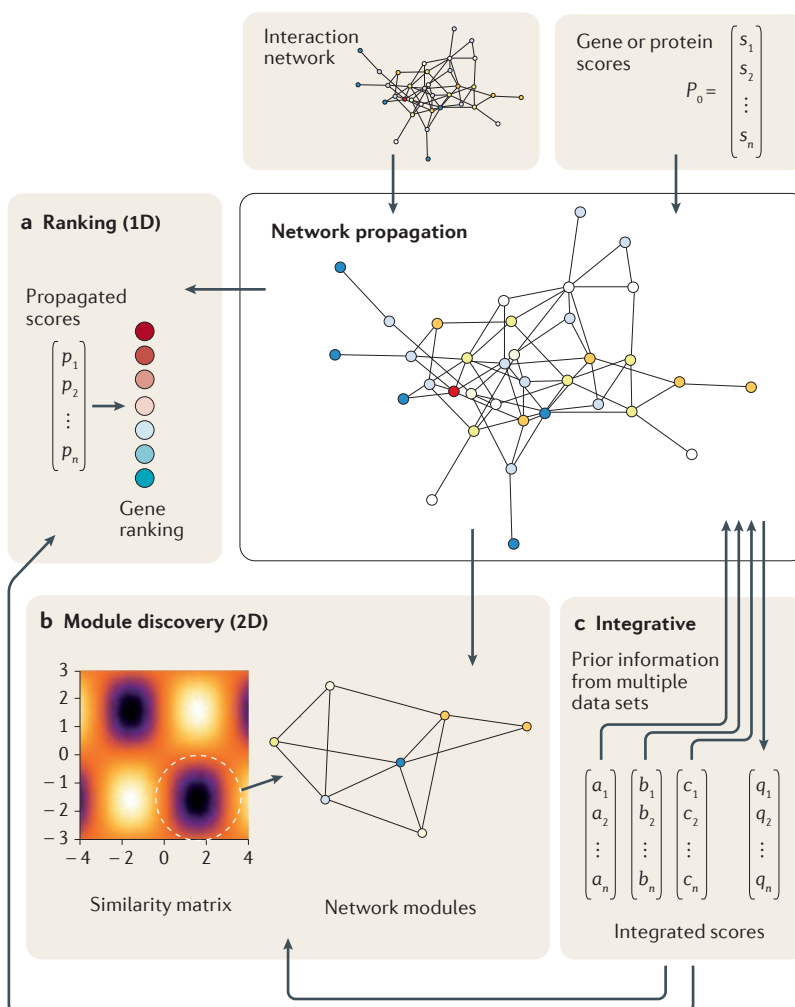 Interaction
network
Gene or protein
scores
P0 =
s1
s2
⋮
sn
a Ranking (1D)
Propagated
scores
p1
p2
⋮
pn
Gene
ranking
Network propagation
b Module discovery (2D)
3
2
1
0
− 1
− 2
− 3
− 4
− 2
0
2
4
Similarity matrix
Network modules
c Integrative
Prior information
from multiple
data sets
a1 b1 c1 q1
a2 b2 c2 q2
⋮ ⋮ ⋮ ⋮
an bn cn qn
Integrated scores